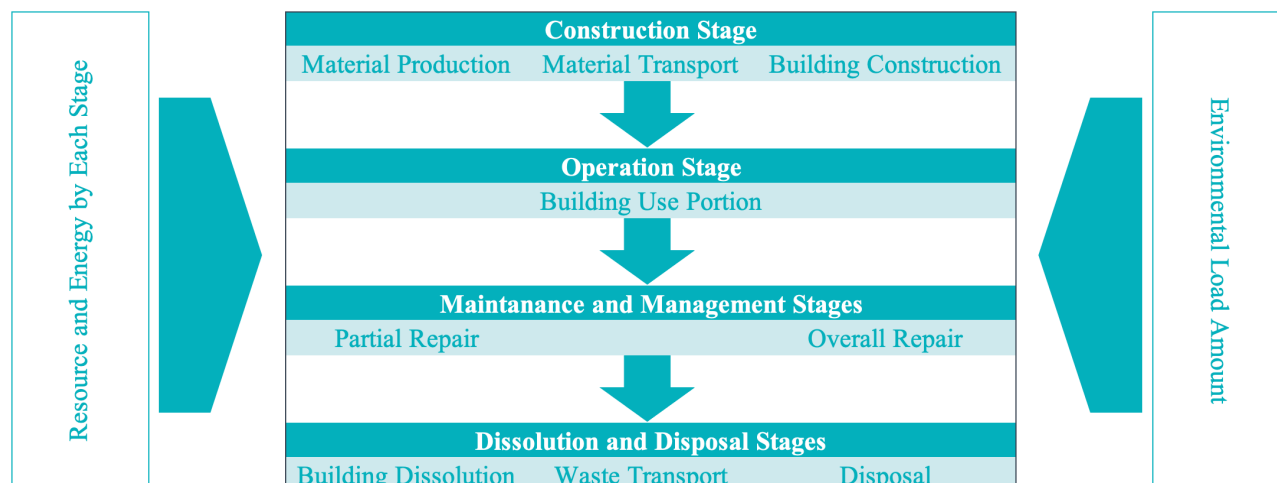 Resource and Energy by Each Stage
Construction Stage
Material Production Material Transport Building Construction
Operation Stage
Building Use Portion
Maintanance and Management Stages
Partial Repair Overall Repair
Dissolution and Disposal Stages
Building Dissolution Waste Transport Disposal
Environmental Load Amount